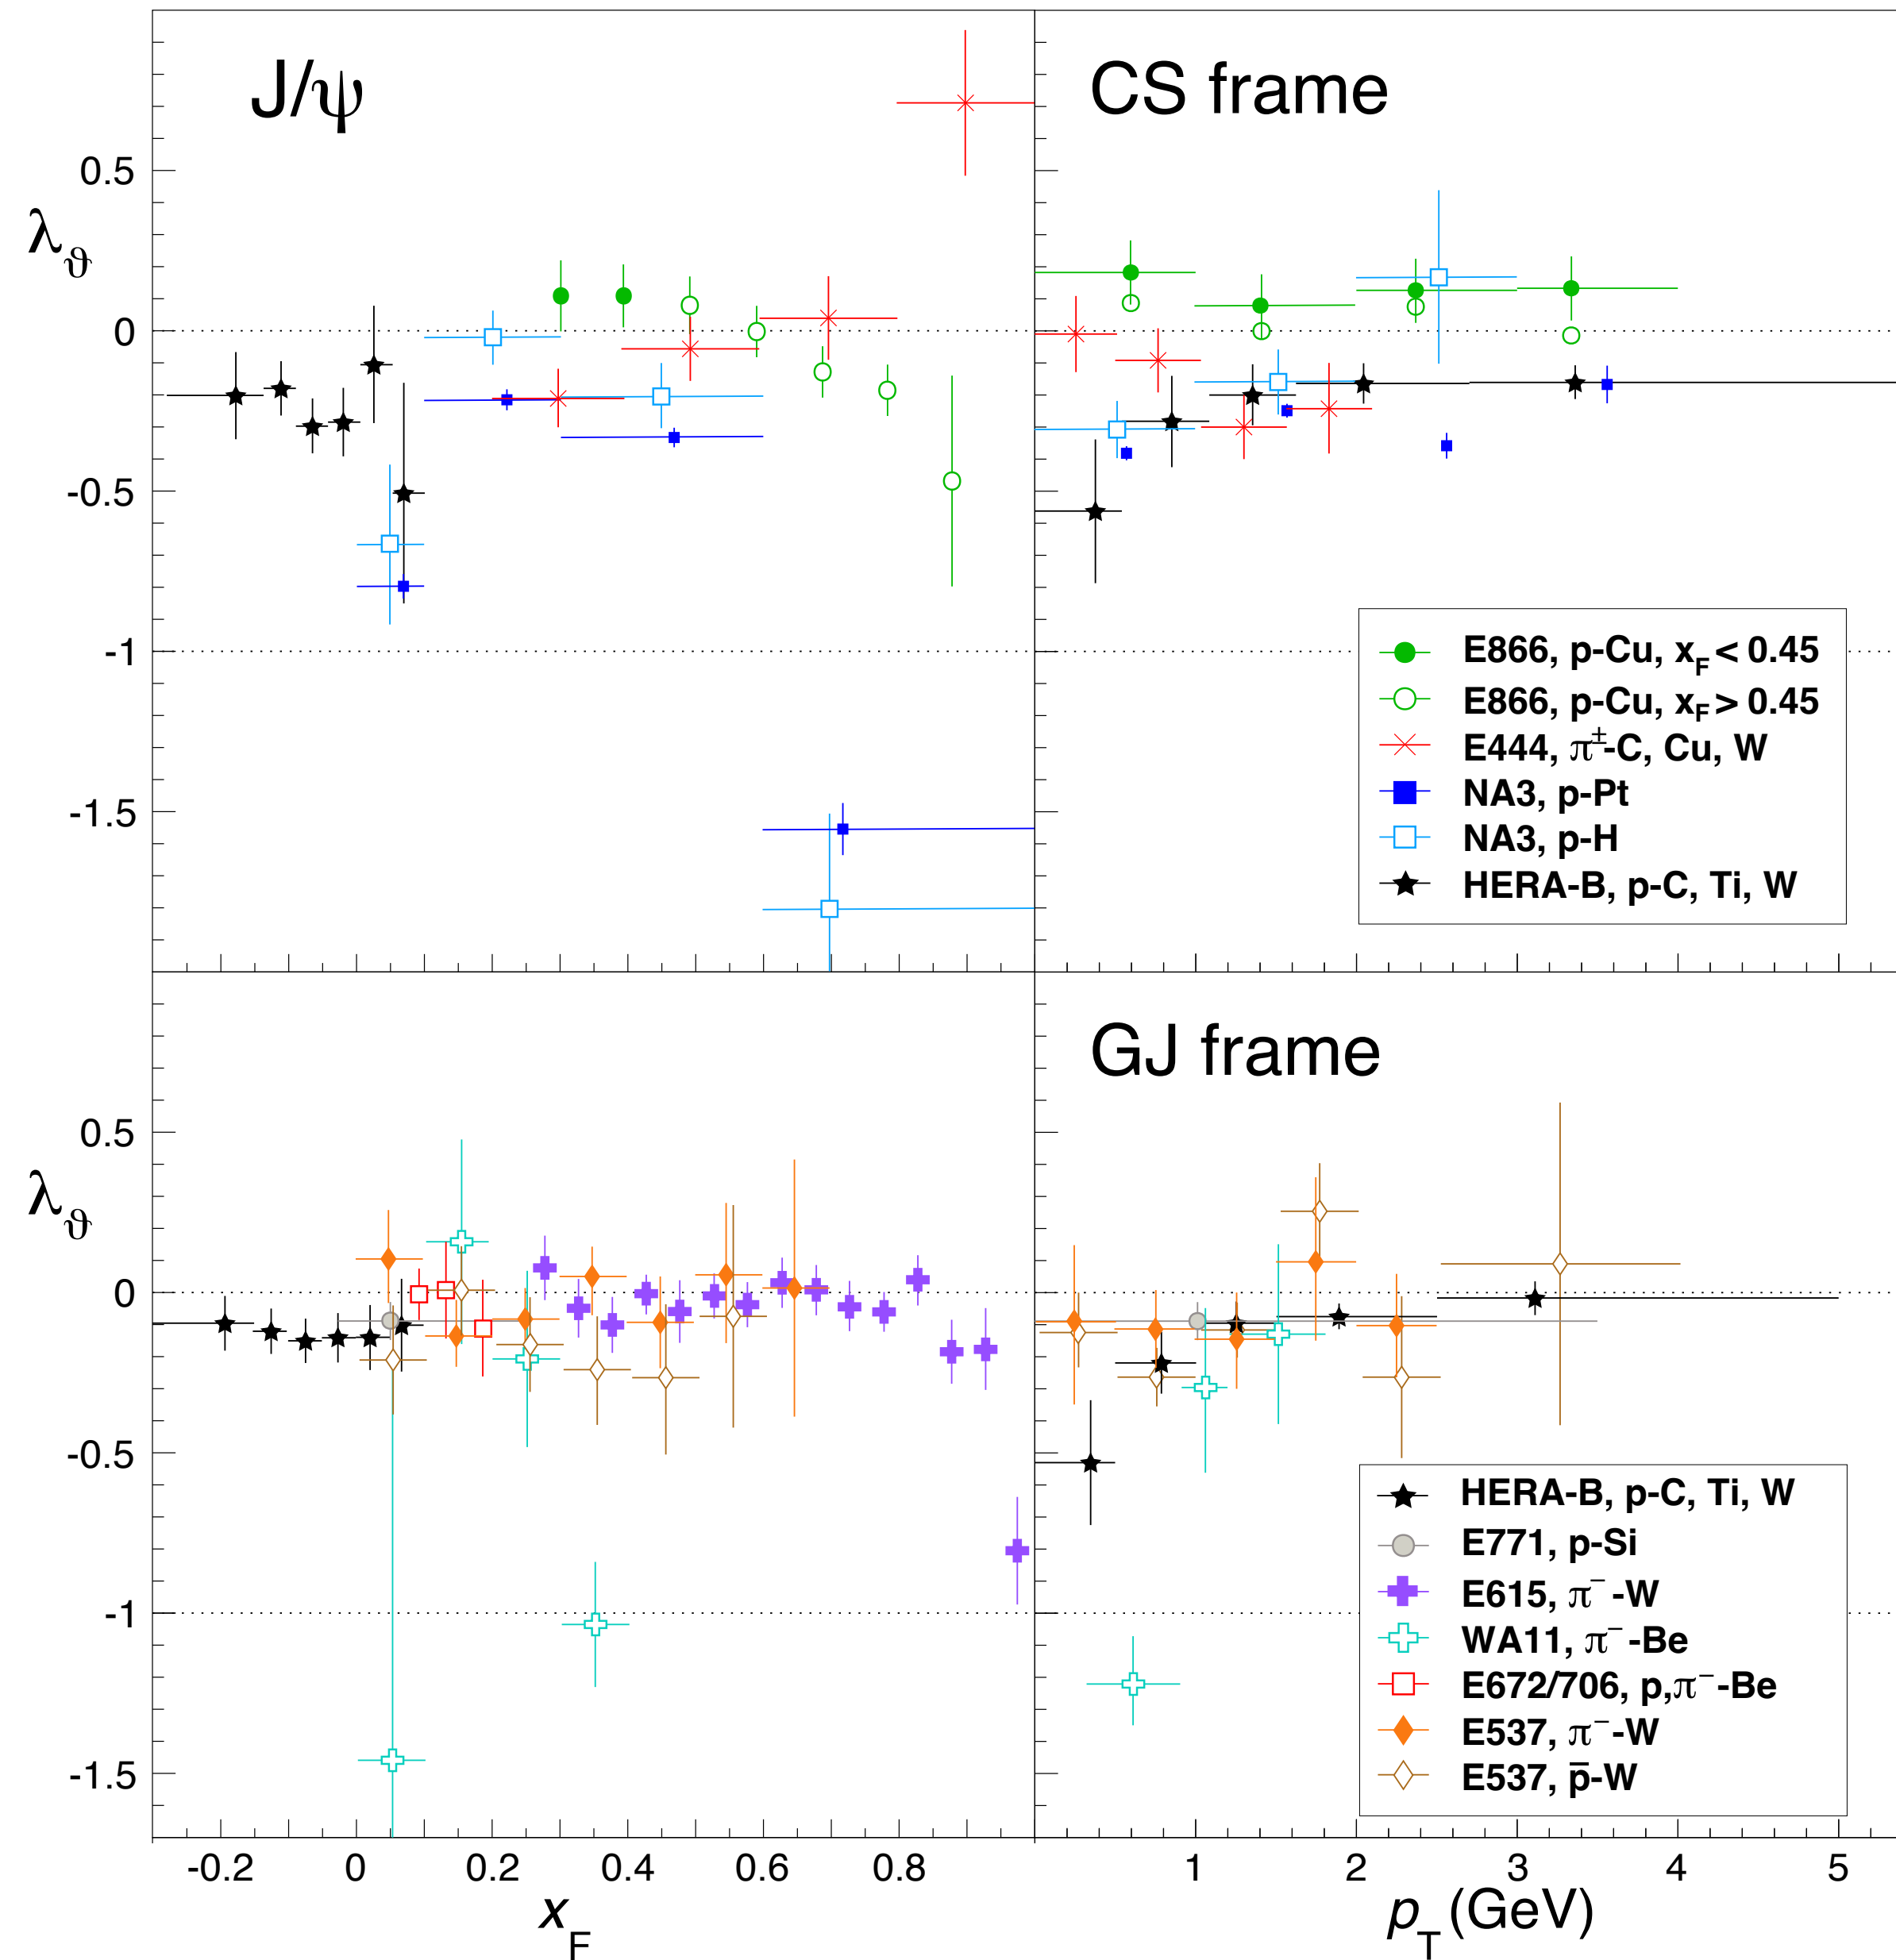 J/ψ
CS frame
0.5
0
-0.5
-1
-1.5
λϑ
E866, p-Cu, xF < 0.45
E866, p-Cu, xF > 0.45
E444, π±-C, Cu, W
NA3, p-Pt
NA3, p-H
HERA-B, p-C, Ti, W
GJ frame
0.5
0
-0.5
-1
-1.5
λϑ
HERA-B, p-C, Ti, W
E771, p-Si
E615, π⁻-W
WA11, π⁻-Be
E672/706, p,π⁻-Be
E537, π⁻-W
E537, p̄-W
-0.2 0 0.2 0.4 0.6 0.8
1 2 3 4 5
xF
pT (GeV)